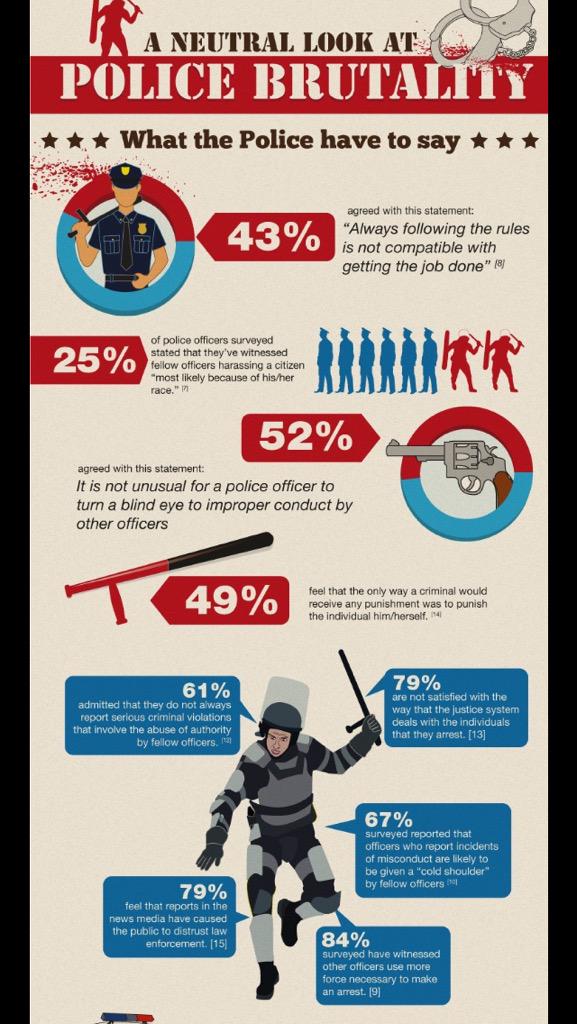 A NEUTRAL LOOK AT
POLICE BRUTALITY
What the Police have to say
43%
agreed with this statement:
“Always following the rules
is not compatible with
getting the job done” [8]
25%
of police officers surveyed
stated that they’ve witnessed
fellow officers harassing a citizen
“most likely because of his/her
race.” [7]
52%
agreed with this statement:
It is not unusual for a police officer to
turn a blind eye to improper conduct by
other officers
49%
feel that the only way a criminal would
receive any punishment was to punish
the individual him/herself. [14]
61%
admitted that they do not always
report serious criminal violations
that involve the abuse of authority
by fellow officers. [12]
79%
are not satisfied with the
way that the justice system
deals with the individuals
that they arrest. [13]
67%
surveyed reported that
officers who report incidents
of misconduct are likely to
be given a “cold shoulder”
by fellow officers [10]
79%
feel that reports in the
news media have caused
the public to distrust law
enforcement. [15]
84%
surveyed have witnessed
other officers use more
force necessary to make
an arrest. [9]